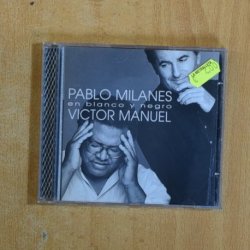 PABLO MILANES
en blanco y negro
VICTOR MANUEL